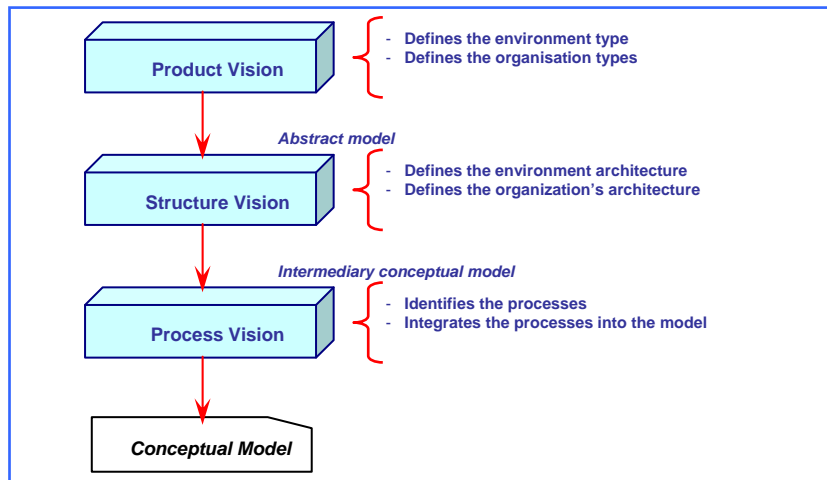 - Defines the environment type
- Defines the organisation types
Product Vision
Abstract model
- Defines the environment architecture
- Defines the organization's architecture
Structure Vision
Intermediary conceptual model
- Identifies the processes
- Integrates the processes into the model
Process Vision
Conceptual Model